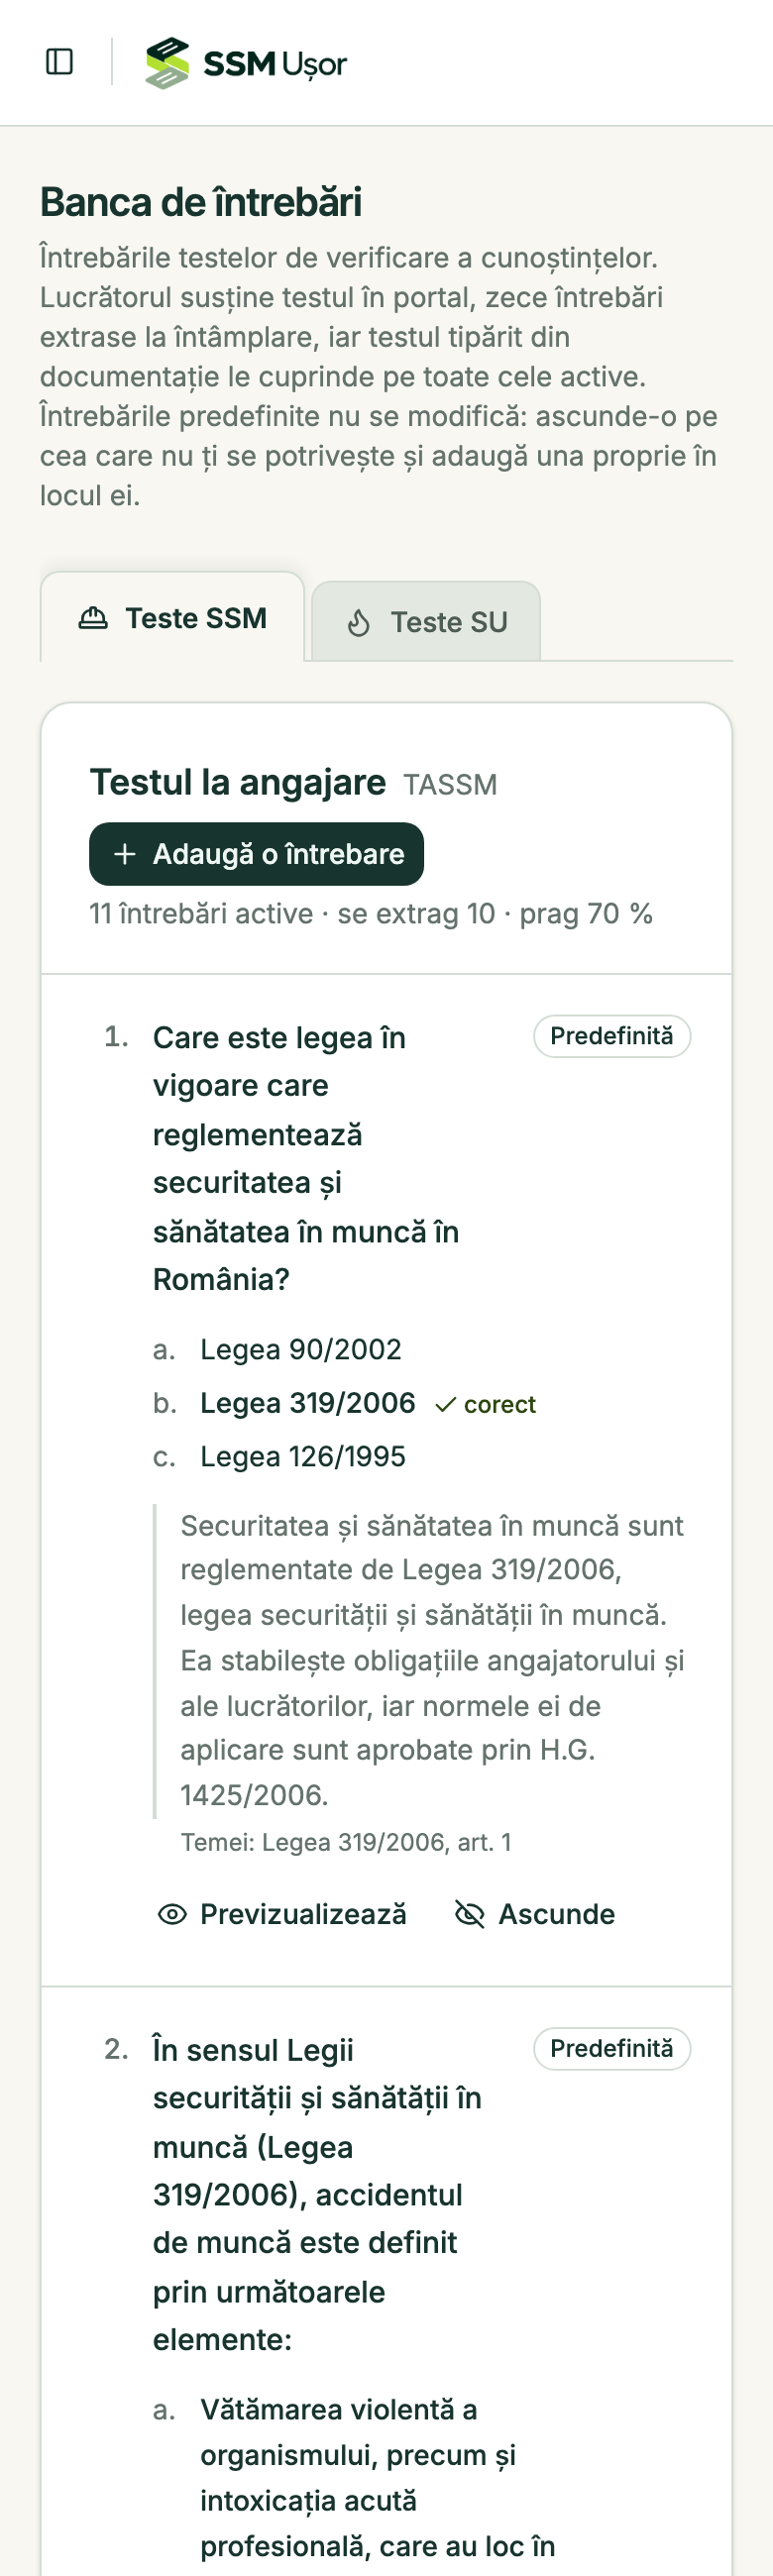 SSM Ușor
Banca de întrebări
Întrebările testelor de verificare a cunoștințelor.
Lucrătorul susține testul în portal, zece întrebări
extrase la întâmplare, iar testul tipărit din
documentație le cuprinde pe toate cele active.
Întrebările predefinite nu se modifică: ascunde-o pe
cea care nu ți se potrivește și adaugă una proprie în
locul ei.
Teste SSM
Teste SU
Testul la angajare TASSM
+ Adaugă o întrebare
11 întrebări active · se extrag 10 · prag 70 %
1. Care este legea în Predefinită
vigoare care
reglementează
securitatea și
sănătatea în muncă în
România?
a. Legea 90/2002
b. Legea 319/2006 ✓ corect
c. Legea 126/1995
Securitatea și sănătatea în muncă sunt
reglementate de Legea 319/2006,
legea securității și sănătății în muncă.
Ea stabilește obligațiile angajatorului și
ale lucrătorilor, iar normele ei de
aplicare sunt aprobate prin H.G.
1425/2006.
Temei: Legea 319/2006, art. 1
Previzualizează Ascunde
2. În sensul Legii Predefinită
securității și sănătății în
muncă (Legea
319/2006), accidentul
de muncă este definit
prin următoarele
elemente:
a. Vătămarea violentă a
organismului, precum și
intoxicația acută
profesională, care au loc în